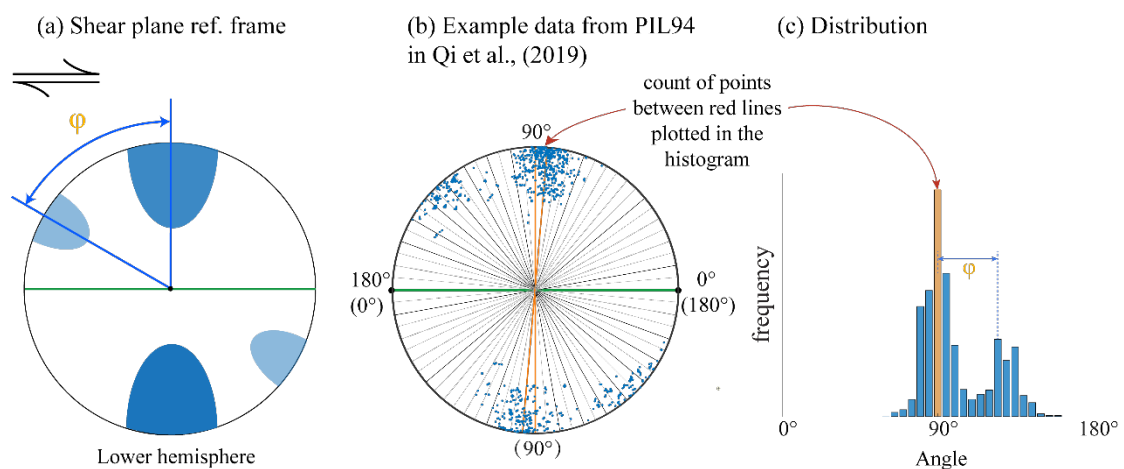 (a) Shear plane ref. frame
φ
Lower hemisphere
(b) Example data from PIL94
in Qi et al., (2019)
90°
180°
(0°)
0°
(180°)
(90°)
count of points
between red lines
plotted in the
histogram
(c) Distribution
frequency
φ
0°
90°
180°
Angle